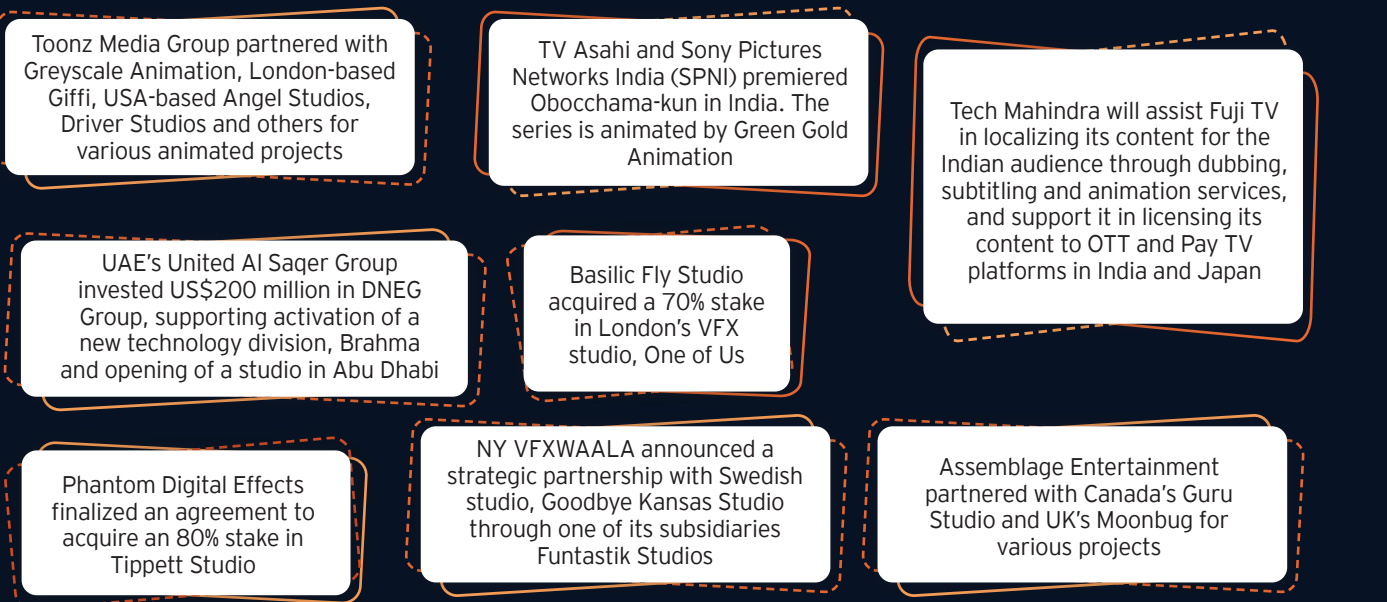 Toonz Media Group partnered with
Greyscale Animation, London-based
Giffi, USA-based Angel Studios,
Driver Studios and others for
various animated projects
TV Asahi and Sony Pictures
Networks India (SPNI) premiered
Obocchama-kun in India. The
series is animated by Green Gold
Animation
Tech Mahindra will assist Fuji TV
in localizing its content for the
Indian audience through dubbing,
subtitling and animation services,
and support it in licensing its
content to OTT and Pay TV
platforms in India and Japan
UAE’s United Al Saqer Group
invested US$200 million in DNEG
Group, supporting activation of a
new technology division, Brahma
and opening of a studio in Abu Dhabi
Basilic Fly Studio
acquired a 70% stake
in London’s VFX
studio, One of Us
Phantom Digital Effects
finalized an agreement to
acquire an 80% stake in
Tippett Studio
NY VFXWAALA announced a
strategic partnership with Swedish
studio, Goodbye Kansas Studio
through one of its subsidiaries
Funtastik Studios
Assemblage Entertainment
partnered with Canada’s Guru
Studio and UK’s Moonbug for
various projects